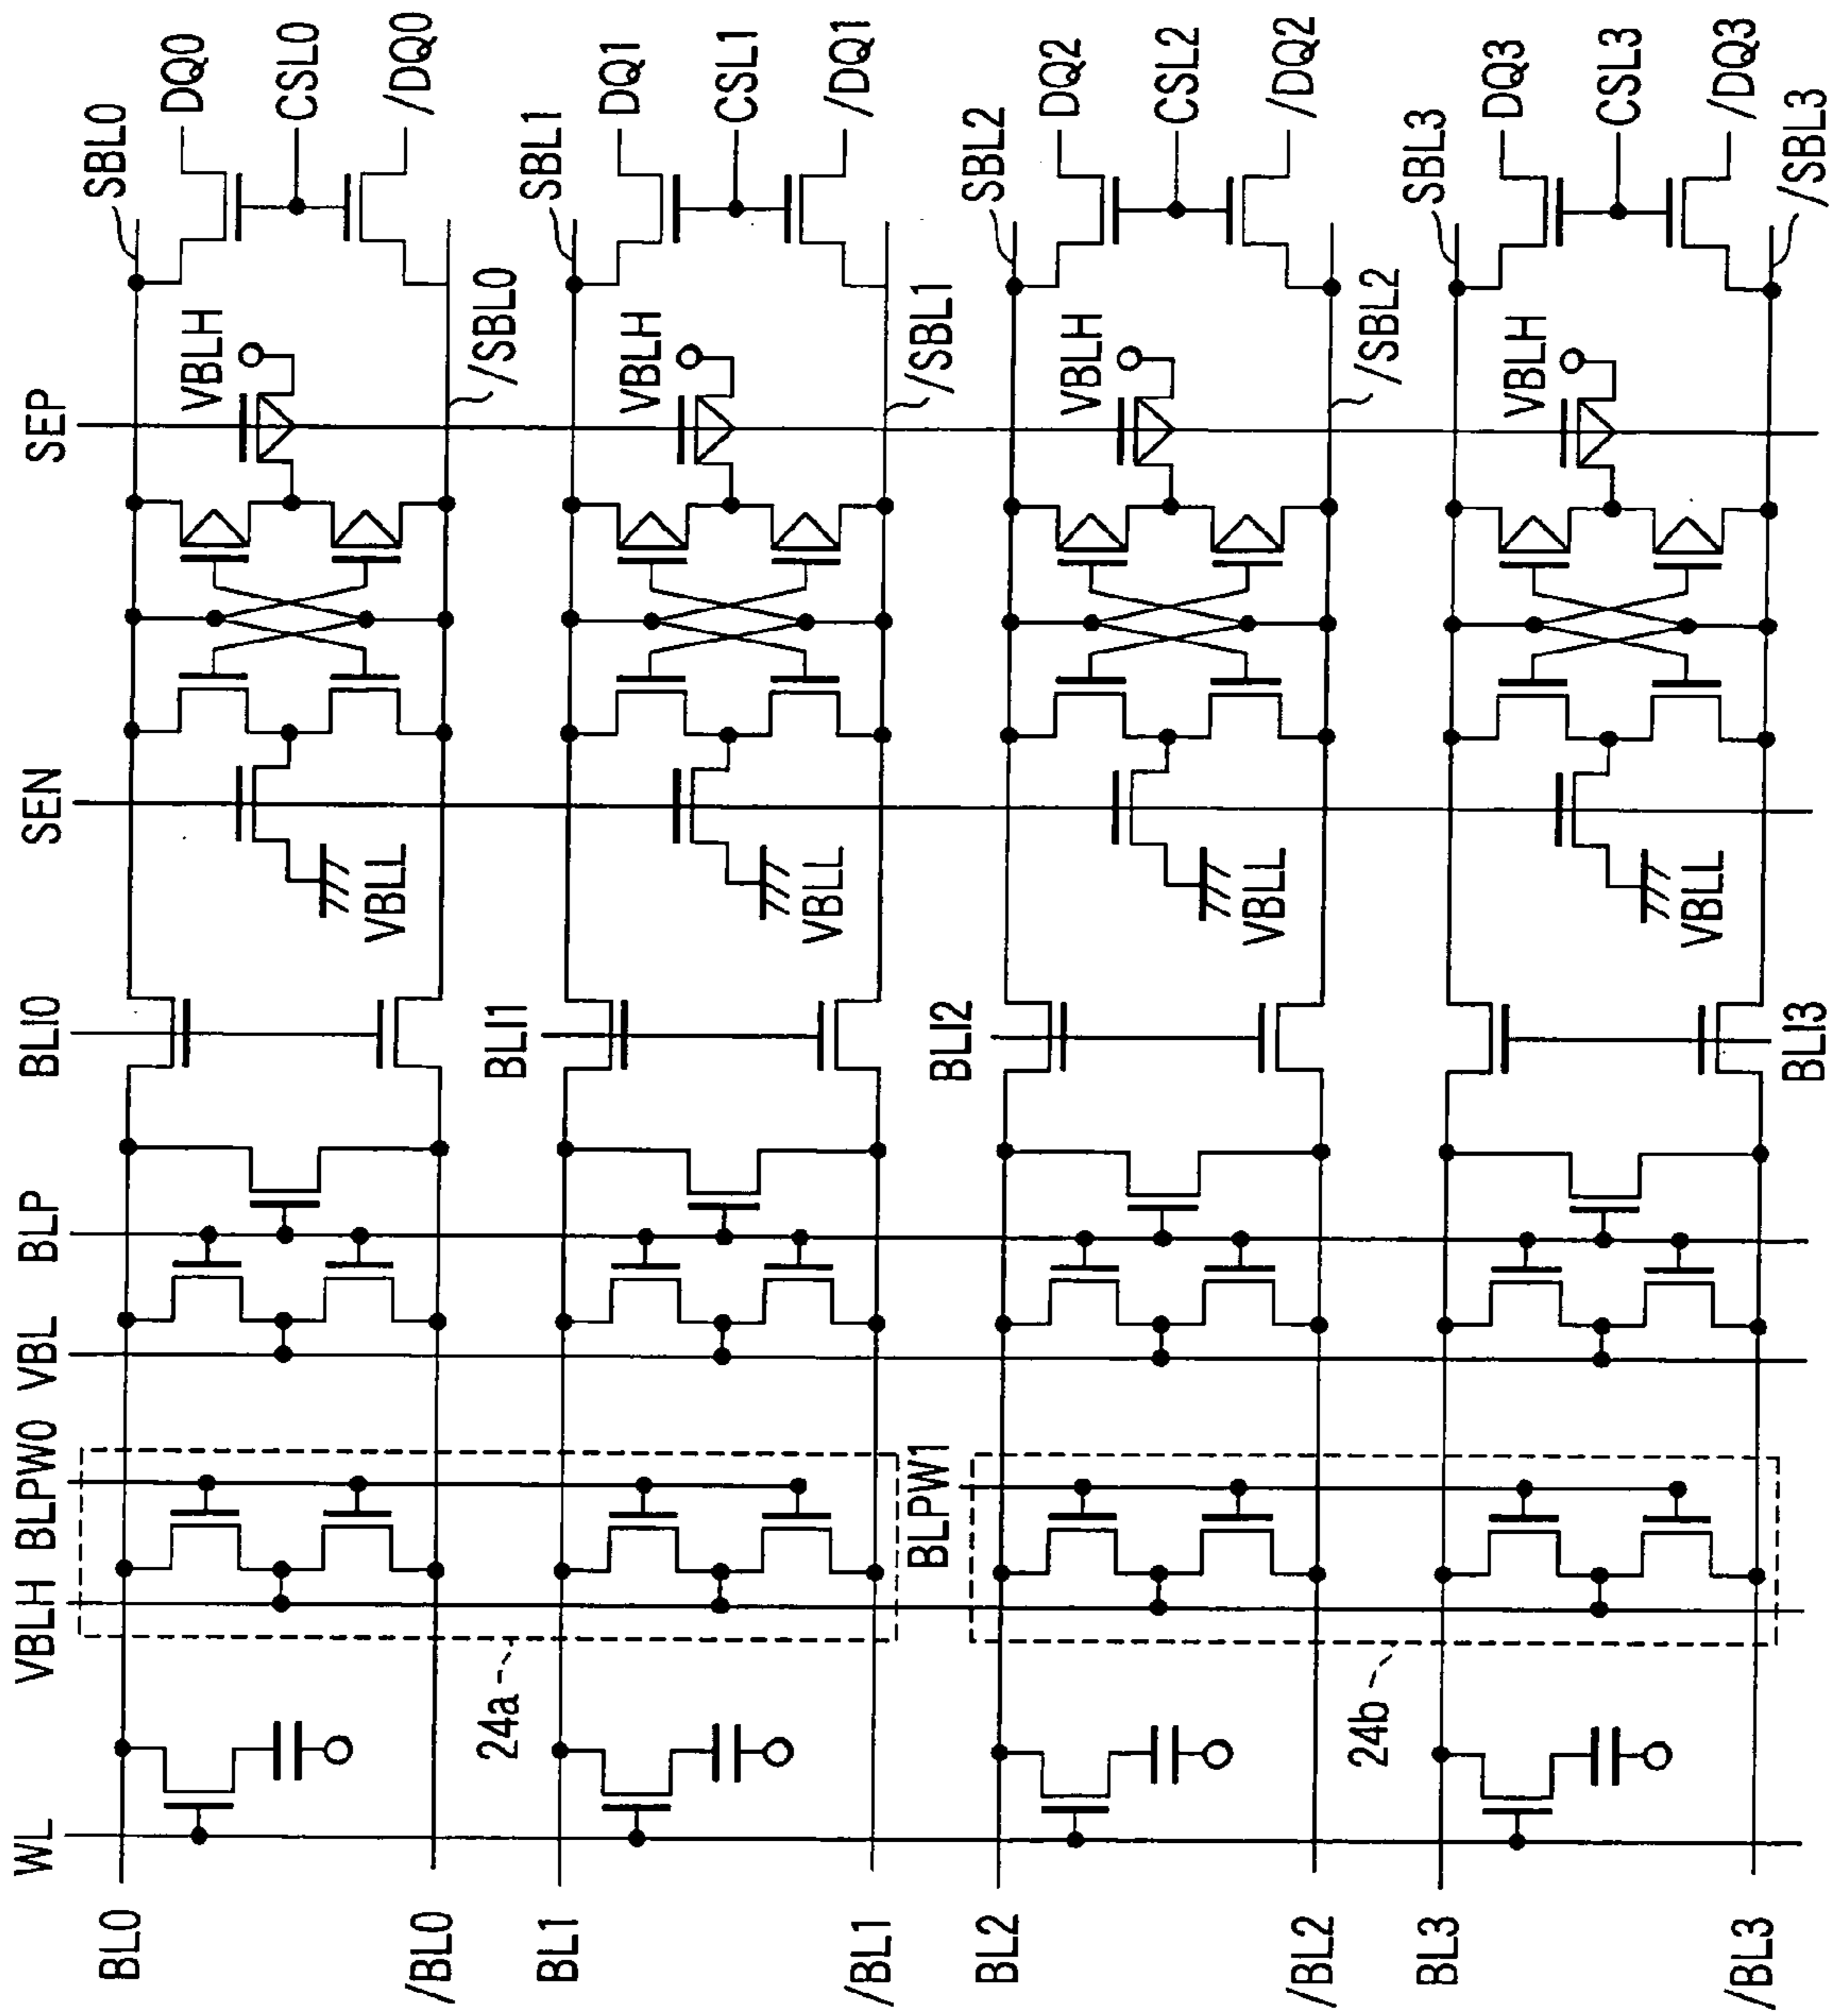 SBL0
DQ0
CSL0
/DQ0
SBL1
DQ1
CSL1
/DQ1
SBL2
DQ2
CSL2
/DQ2
SBL3
DQ3
CSL3
/DQ3
/SBL3
SEP
VBLH
/SBL0
VBLH
/SBL1
VBLH
/SBL2
VBLH
SEN
VBLL
VBLL
VBLL
VBLL
BLI0
BLI1
BLI2
BLI3
BLP
VBL
BLPW0
BLPW1
VBLH
24a
24b
WL
BL0
/BL0
BL1
/BL1
BL2
/BL2
BL3
/BL3